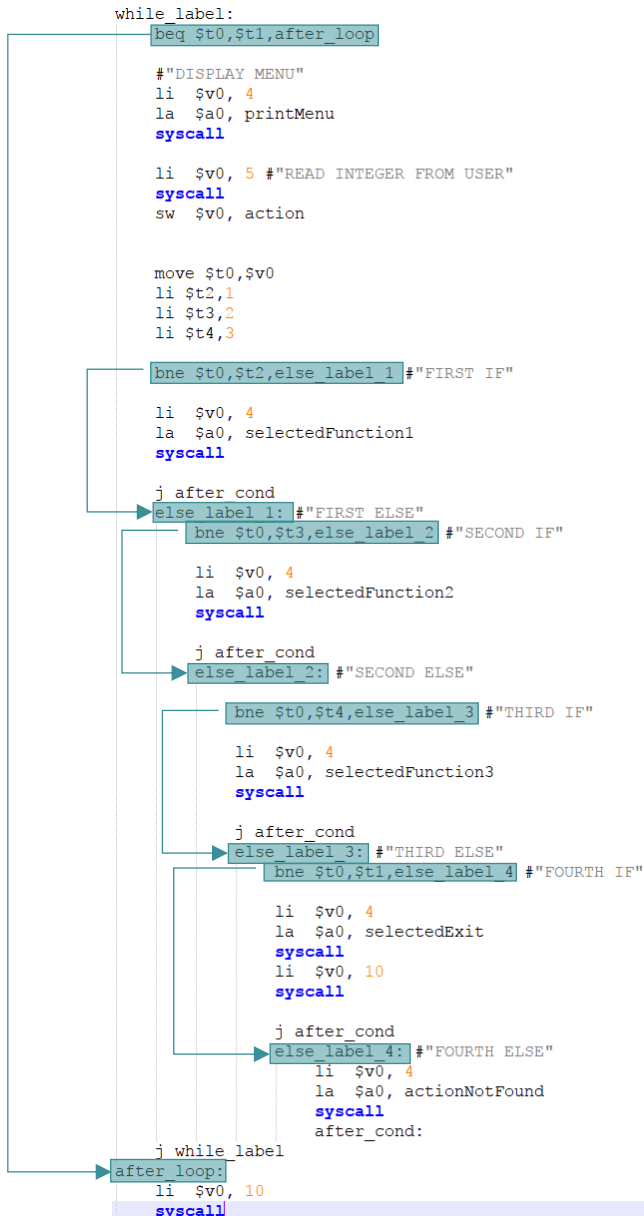 while_label:
beq $t0,$t1,after_loop
#"DISPLAY MENU"
li $v0, 4
la $a0, printMenu
syscall
li $v0, 5 #"READ INTEGER FROM USER"
syscall
sw $v0, action
move $t0,$v0
li $t2,1
li $t3,2
li $t4,3
bne $t0,$t2,else_label_1 #"FIRST IF"
li $v0, 4
la $a0, selectedFunction1
syscall
j after_cond
else_label_1: #"FIRST ELSE"
bne $t0,$t3,else_label_2 #"SECOND IF"
li $v0, 4
la $a0, selectedFunction2
syscall
j after_cond
else_label_2: #"SECOND ELSE"
bne $t0,$t4,else_label_3 #"THIRD IF"
li $v0, 4
la $a0, selectedFunction3
syscall
j after_cond
else_label_3: #"THIRD ELSE"
bne $t0,$t1,else_label_4 #"FOURTH IF"
li $v0, 4
la $a0, selectedExit
syscall
li $v0, 10
syscall
j after_cond
else_label_4: #"FOURTH ELSE"
li $v0, 4
la $a0, actionNotFound
syscall
after_cond:
j while_label
after_loop:
li $v0, 10
syscall